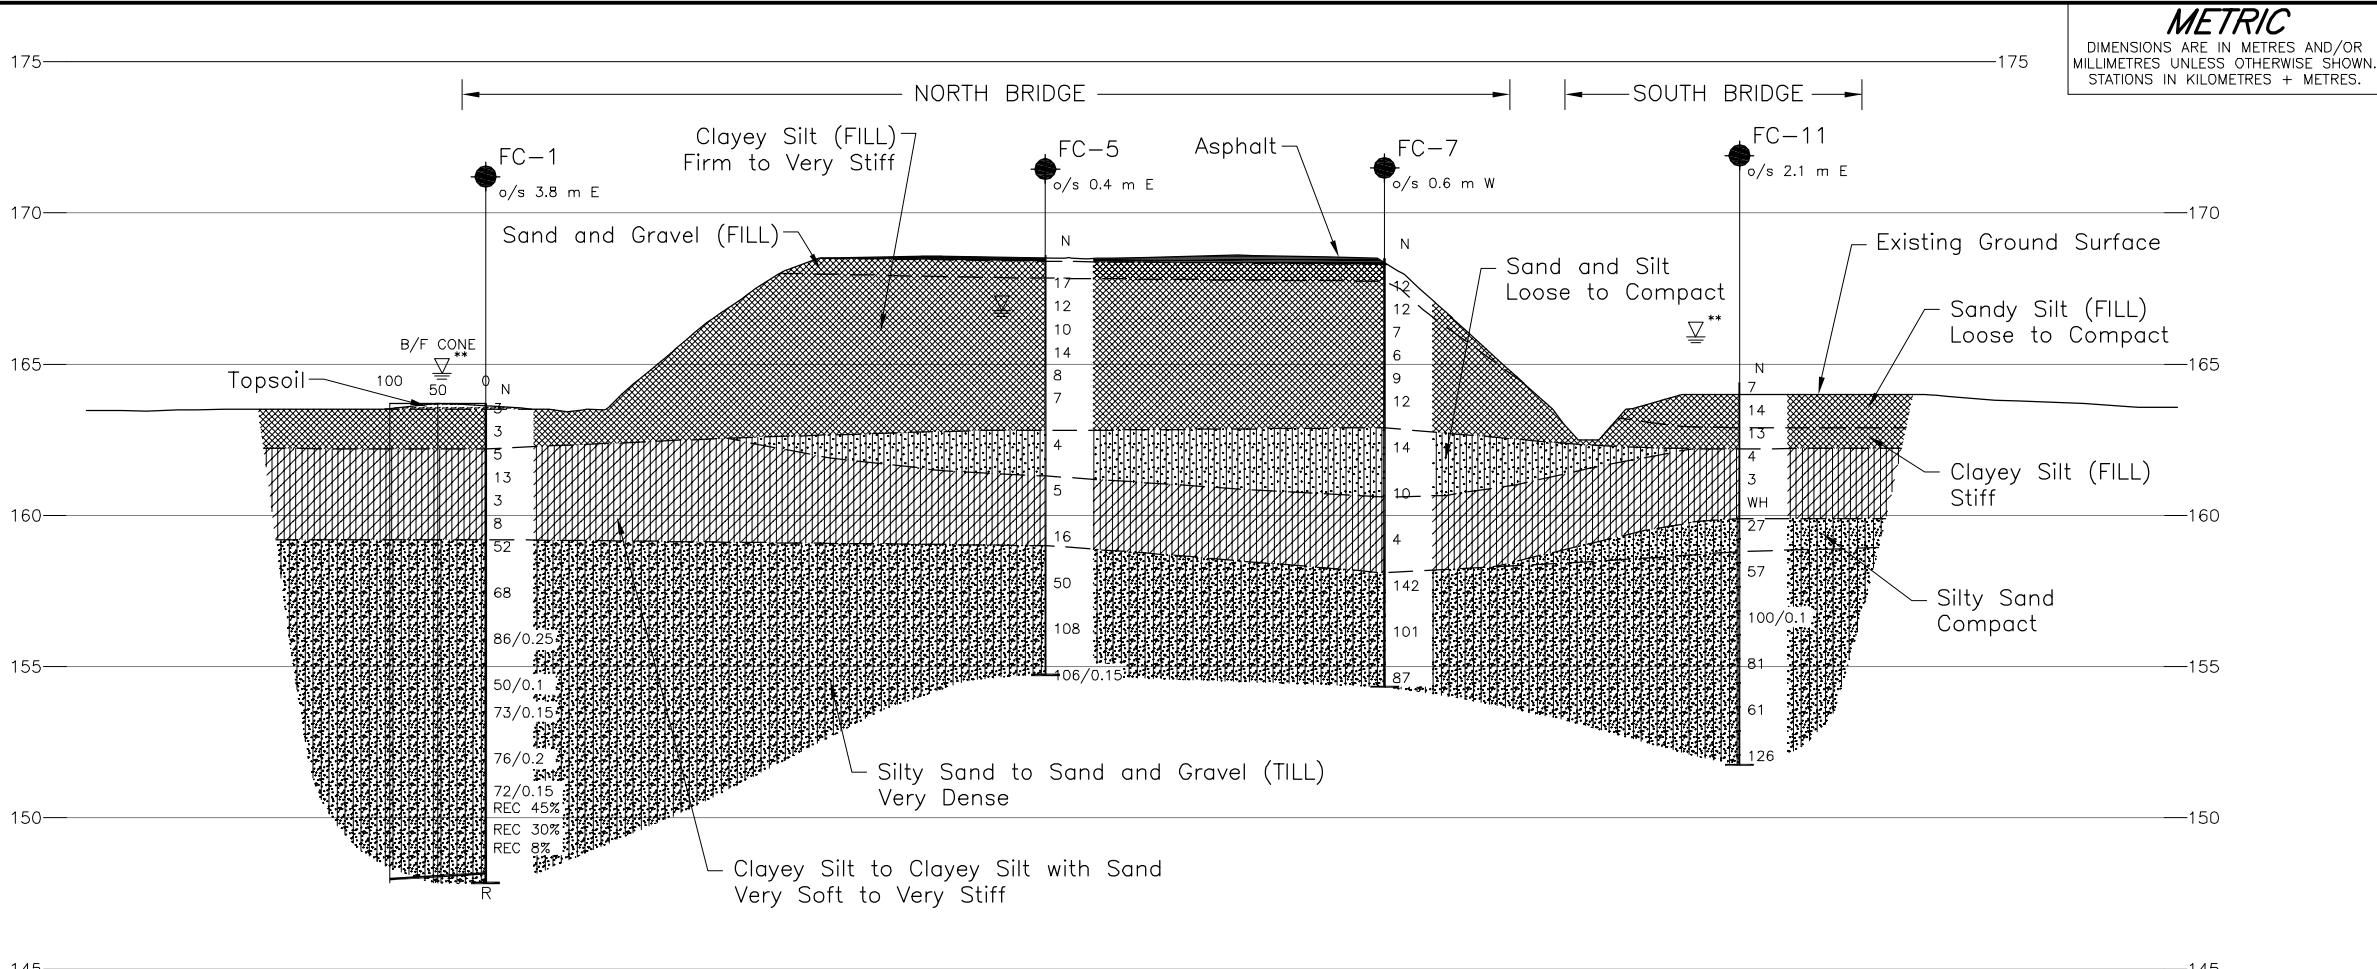 METRIC
DIMENSIONS ARE IN METRES AND/OR
MILLIMETRES UNLESS OTHERWISE SHOWN.
STATIONS IN KILOMETRES + METRES.
175
175
NORTH BRIDGE
SOUTH BRIDGE
Clayey Silt (FILL)
Firm to Very Stiff
Asphalt
FC-1
o/s 3.8 m E
FC-5
o/s 0.4 m E
FC-7
o/s 0.6 m W
FC-11
o/s 2.1 m E
170
170
Sand and Gravel (FILL)
Existing Ground Surface
Sand and Silt
Loose to Compact
Sandy Silt (FILL)
Loose to Compact
B/F CONE
**
**
165
165
Topsoil
100
50
0
N
3
3
5
13
3
8
52
68
86/0.25
50/0.1
73/0.15
76/0.2
72/0.15
REC 45%
REC 30%
REC 8%
R
N
17
12
10
14
8
7
4
5
16
50
108
106/0.15
N
12
12
7
6
9
12
14
10
4
142
101
87
N
7
14
13
4
3
WH
27
57
100/0.1
81
61
126
Clayey Silt (FILL)
Stiff
160
160
Silty Sand
Compact
155
155
Silty Sand to Sand and Gravel (TILL)
Very Dense
150
150
Clayey Silt to Clayey Silt with Sand
Very Soft to Very Stiff
145
145